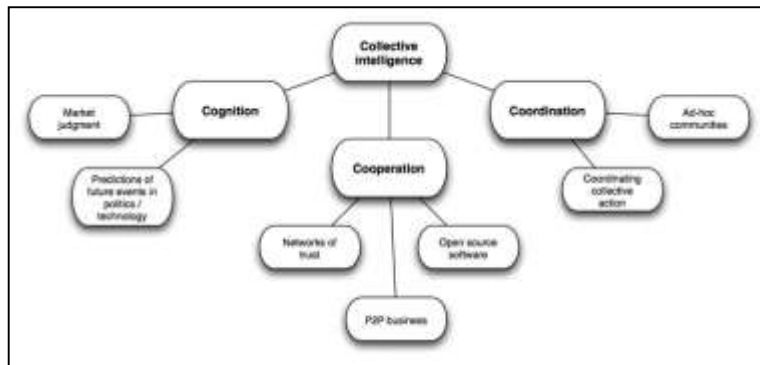 Collective
intelligence
Cognition
Coordination
Market
judgment
Ad-hoc
communities
Cooperation
Predictions of
future events in
politics /
technology
Coordinating
collective
action
Networks of
trust
Open source
software
P2P business